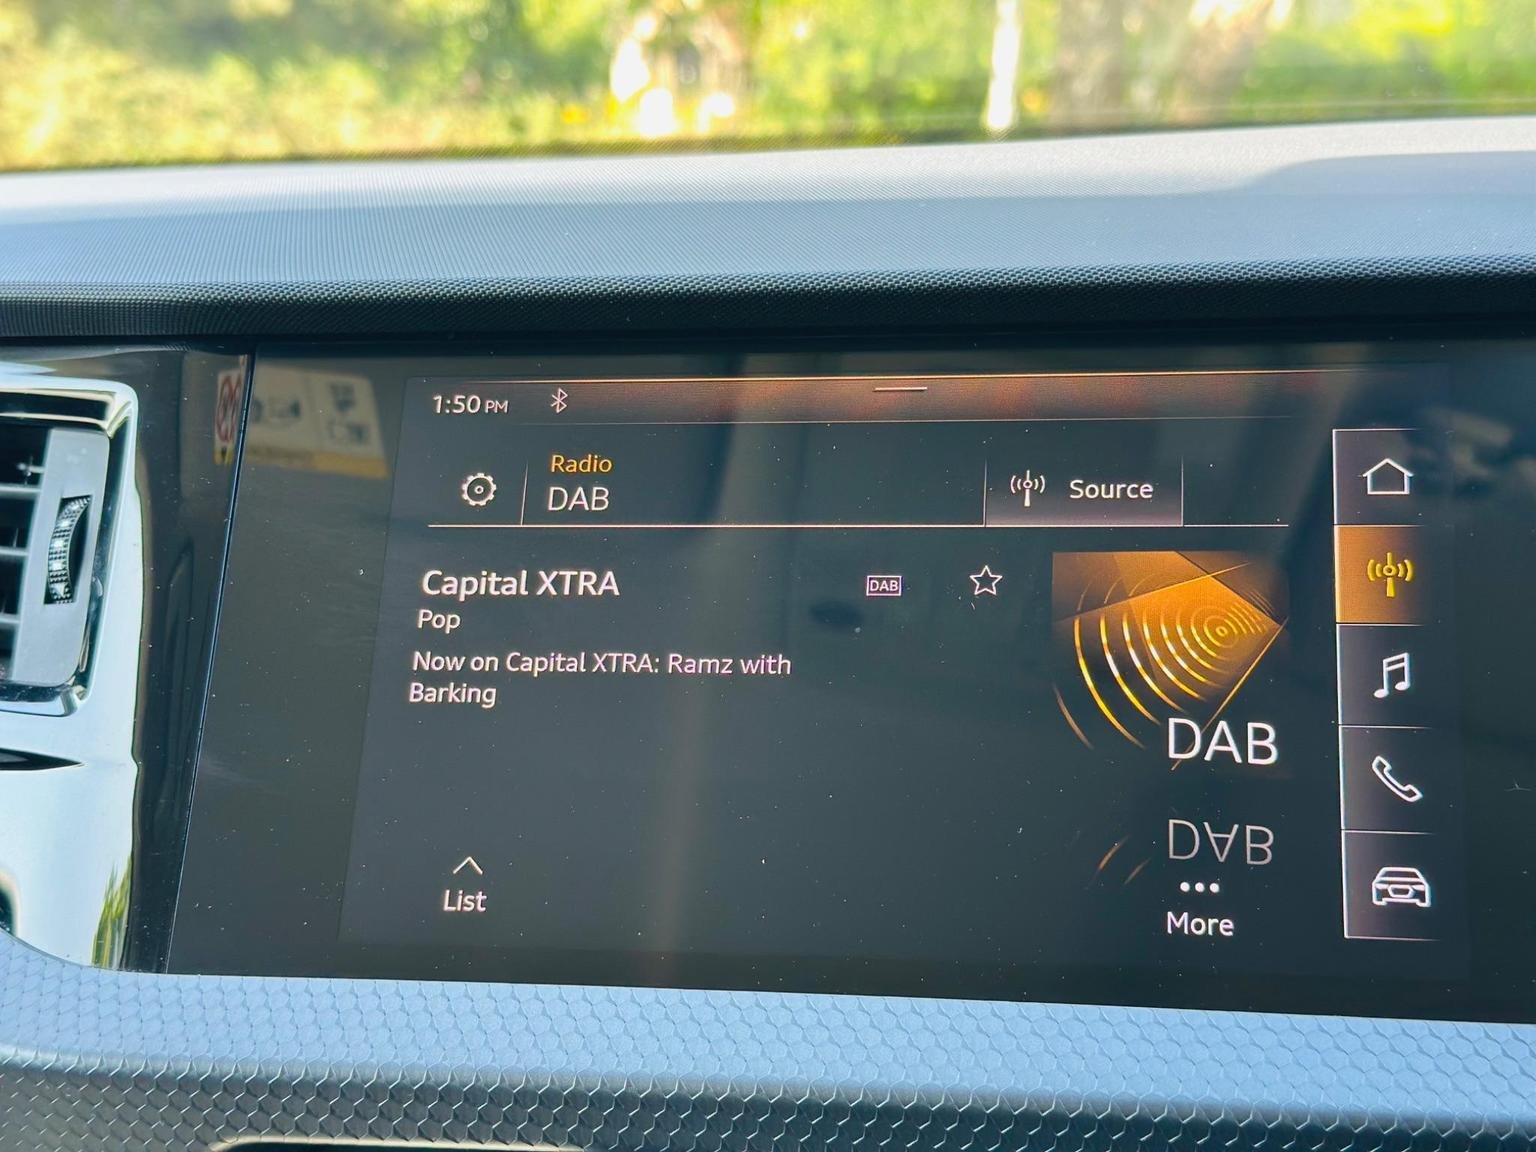 1:50 PM
Radio
DAB
Source
Capital XTRA
DAB
Pop
Now on Capital XTRA: Ramz with
Barking
DAB
DAB
List
More